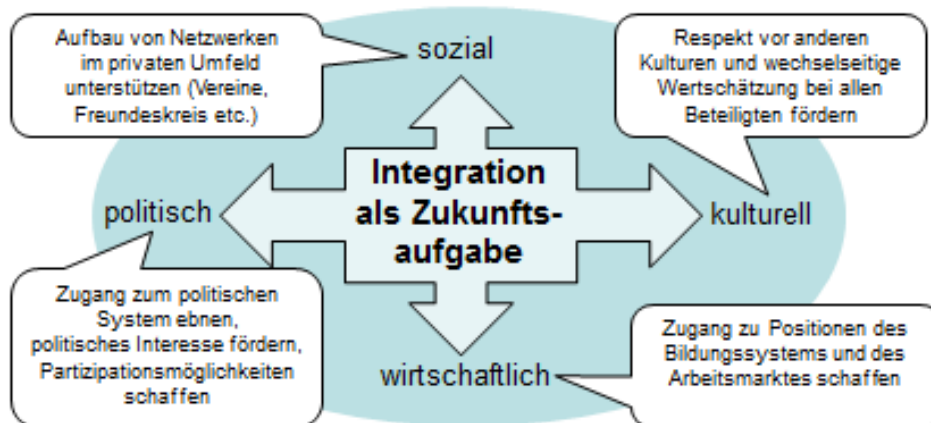 Aufbau von Netzwerken
im privaten Umfeld
unterstützen (Vereine,
Freundeskreis etc.)
sozial
Respekt vor anderen
Kulturen und wechselseitige
Wertschätzung bei allen
Beteiligten fördern
Integration
als Zukunfts-
aufgabe
politisch
kulturell
Zugang zum politischen
System ebnen,
politisches Interesse fördern,
Partizipationsmöglichkeiten
schaffen
wirtschaftlich
Zugang zu Positionen des
Bildungssystems und des
Arbeitsmarktes schaffen